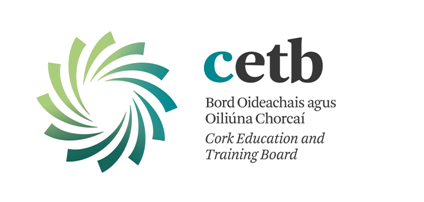 cetb
Bord Oideachais agus
Oiliúna Chorcaí
Cork Education and
Training Board